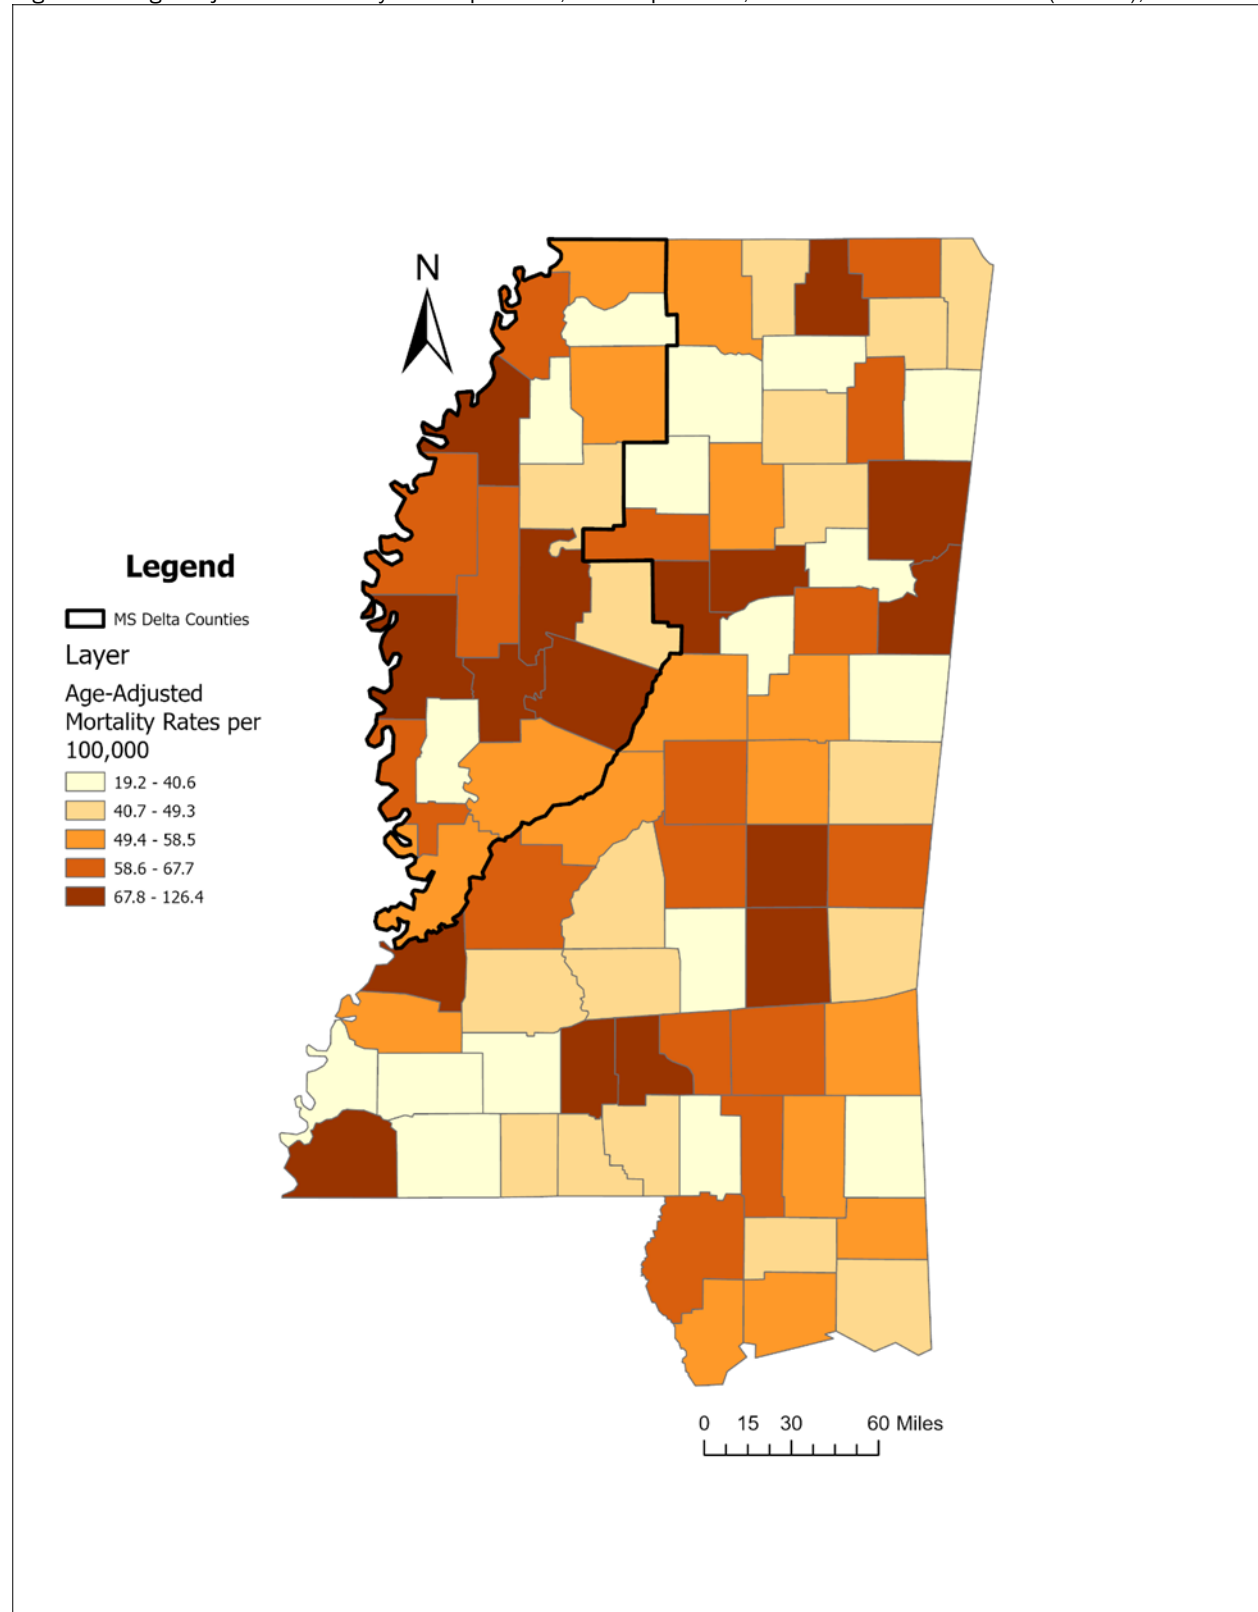 N
Legend
MS Delta Counties
Layer
Age-Adjusted
Mortality Rates per
100,000
19.2 - 40.6
40.7 - 49.3
49.4 - 58.5
58.6 - 67.7
67.8 - 126.4
0 15 30 60 Miles